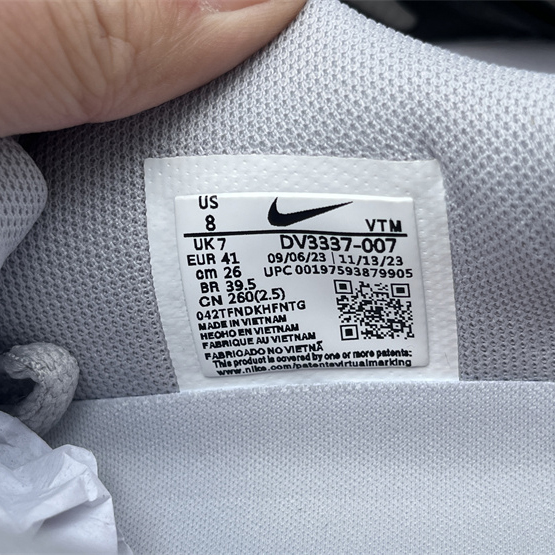 US
8
VTM
UK 7 DV3337-007
EUR 41 09/06/23 | 11/13/23
cm 26 UPC 00197593879905
BR 39.5
CN 260(2.5)
042TFNDKHFNTG
MADE IN VIETNAM
HECHO EN VIETNAM
FABRIQUE AU VIETNAM
FABRICADO NO VIETNÃ
This product is covered by one or more patents:
www.nike.com/patentsvirtualmarking